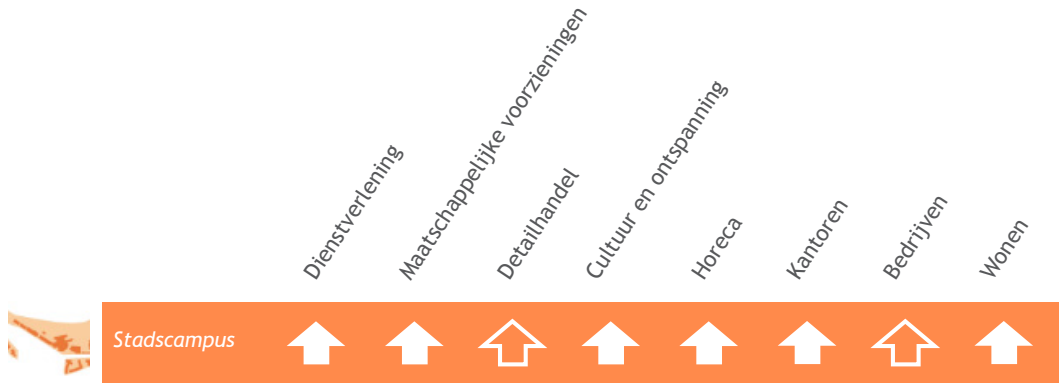 Dienstverlening
Maatschappelijke voorzieningen
Detailhandel
Cultuur en ontspanning
Horeca
Kantoren
Bedrijven
Wonen
Stadscampus